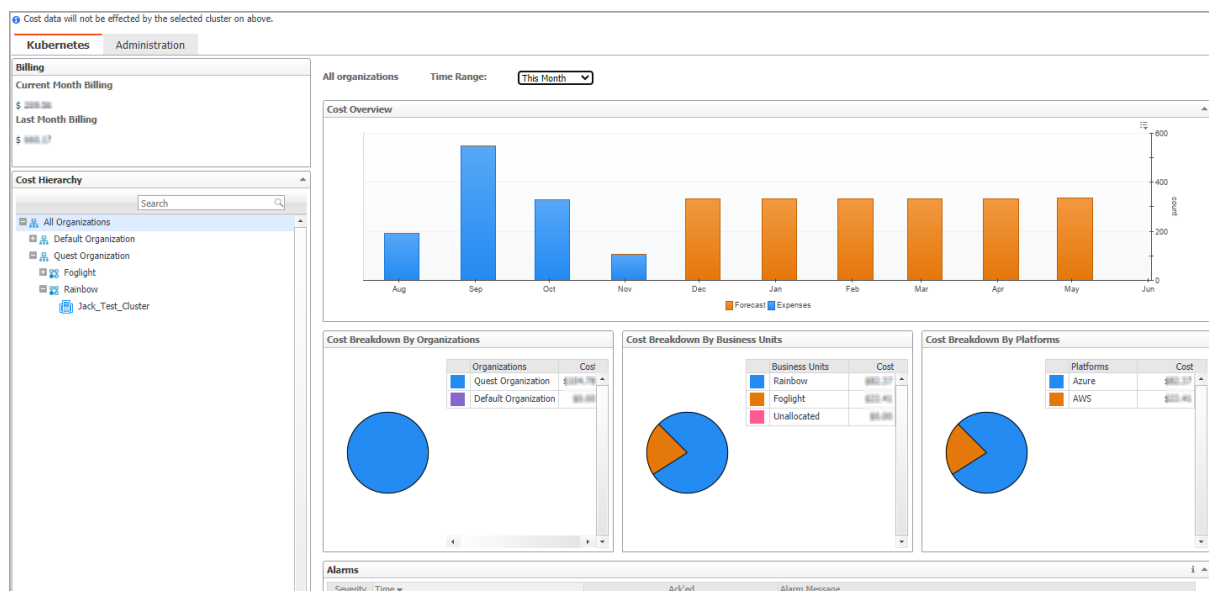 Cost data will not be effected by the selected cluster on above.
Kubernetes Administration
Billing
Current Month Billing
$
Last Month Billing
$
Cost Hierarchy
Search
All Organizations
Default Organization
Quest Organization
Foglight
Rainbow
Jack_Test_Cluster
All organizations Time Range: This Month
Cost Overview
600
400
200
0
count
Aug Sep Oct Nov Dec Jan Feb Mar Apr May Jun
Forecast Expenses
Cost Breakdown By Organizations
Organizations Cost
Quest Organization
Default Organization
Cost Breakdown By Business Units
Business Units Cost
Rainbow
Foglight
Unallocated
Cost Breakdown By Platforms
Platforms Cost
Azure
AWS
Alarms
Severity Time Ack'ed Alarm Message